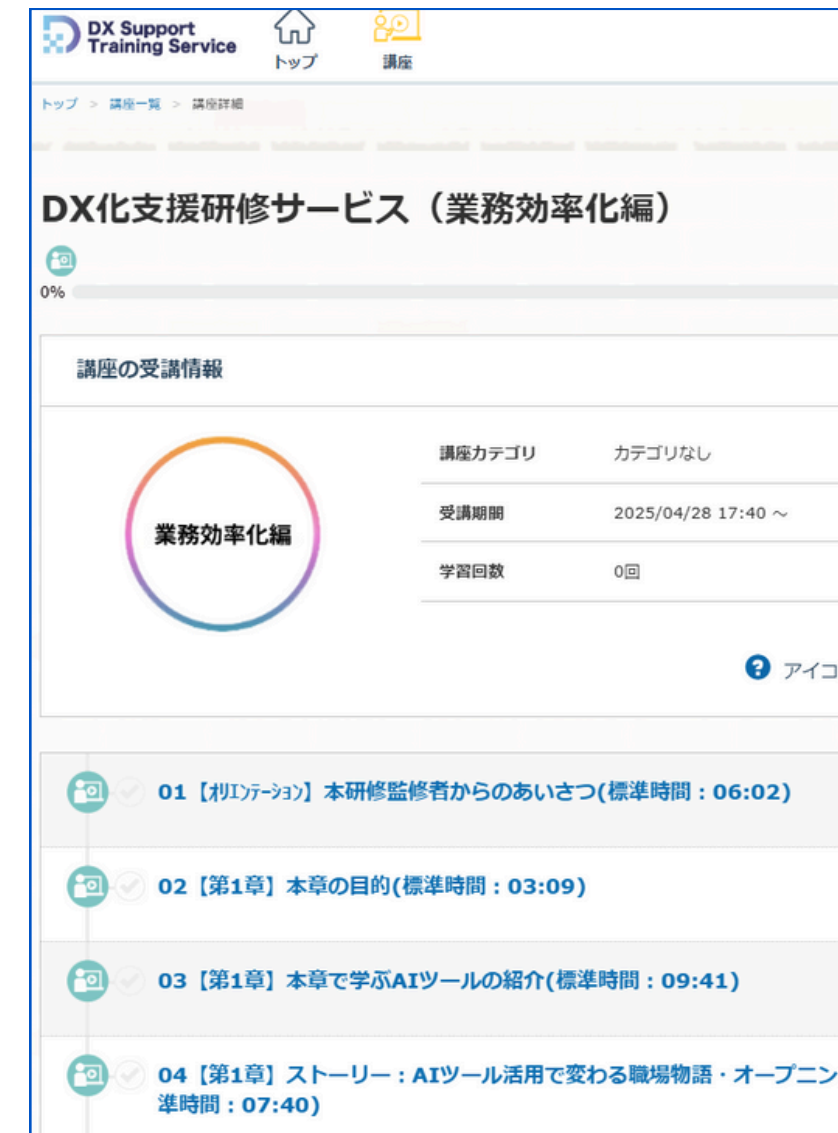 DX Support
Training Service
トップ
講座
トップ > 講座一覧 > 講座詳細
DX化支援研修サービス（業務効率化編）
0%
講座の受講情報
業務効率化編
講座カテゴリ カテゴリなし
受講期間 2025/04/28 17:40 ～
学習回数 0回
? アイコ
01【ｵﾘｴﾝﾃｰｼｮﾝ】本研修監修者からのあいさつ(標準時間：06:02)
02【第1章】本章の目的(標準時間：03:09)
03【第1章】本章で学ぶAIツールの紹介(標準時間：09:41)
04【第1章】ストーリー：AIツール活用で変わる職場物語・オープニン
準時間：07:40)